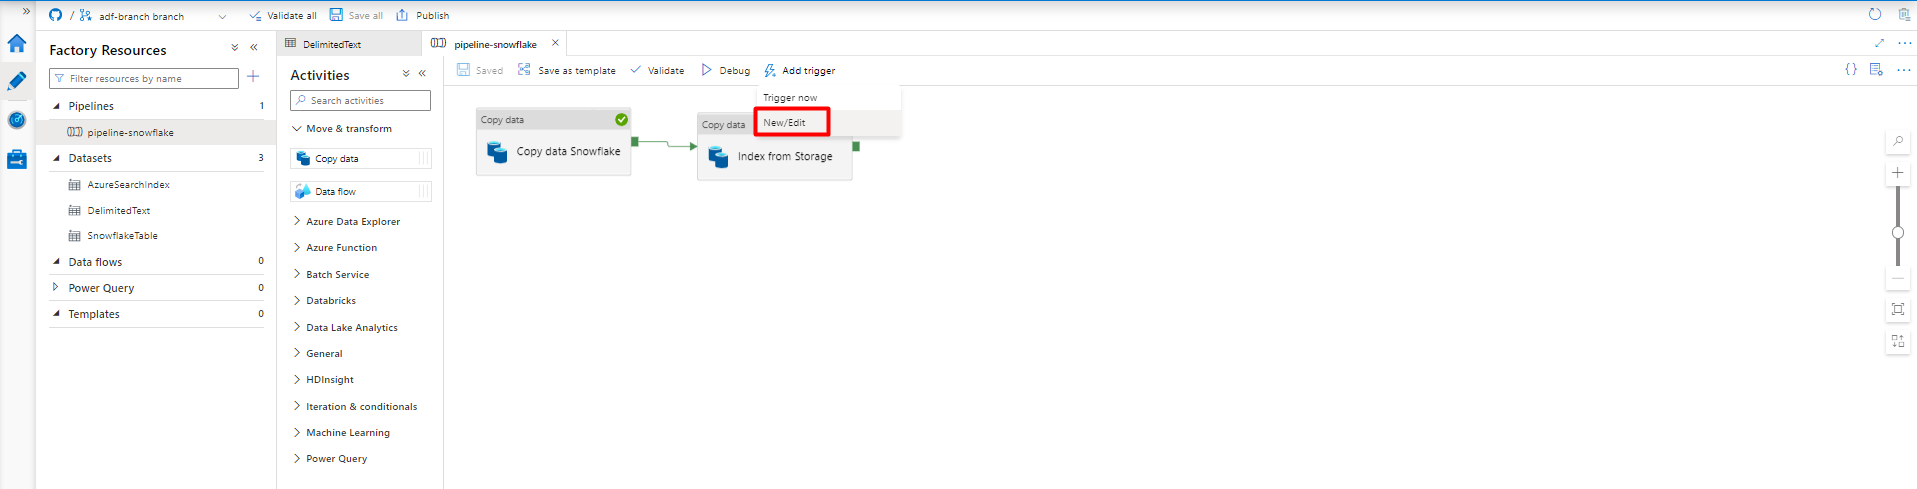 / adf-branch branch Validate all Save all Publish
Factory Resources
Filter resources by name
Pipelines 1
pipeline-snowflake
Datasets 3
AzureSearchIndex
DelimitedText
SnowflakeTable
Data flows 0
Power Query 0
Templates 0
DelimitedText pipeline-snowflake
Activities
Search activities
Move & transform
Copy data
Data flow
Azure Data Explorer
Azure Function
Batch Service
Databricks
Data Lake Analytics
General
HDInsight
Iteration & conditionals
Machine Learning
Power Query
Saved Save as template Validate Debug Add trigger
Trigger now
New/Edit
Copy data
Copy data Snowflake
Copy data
Index from Storage